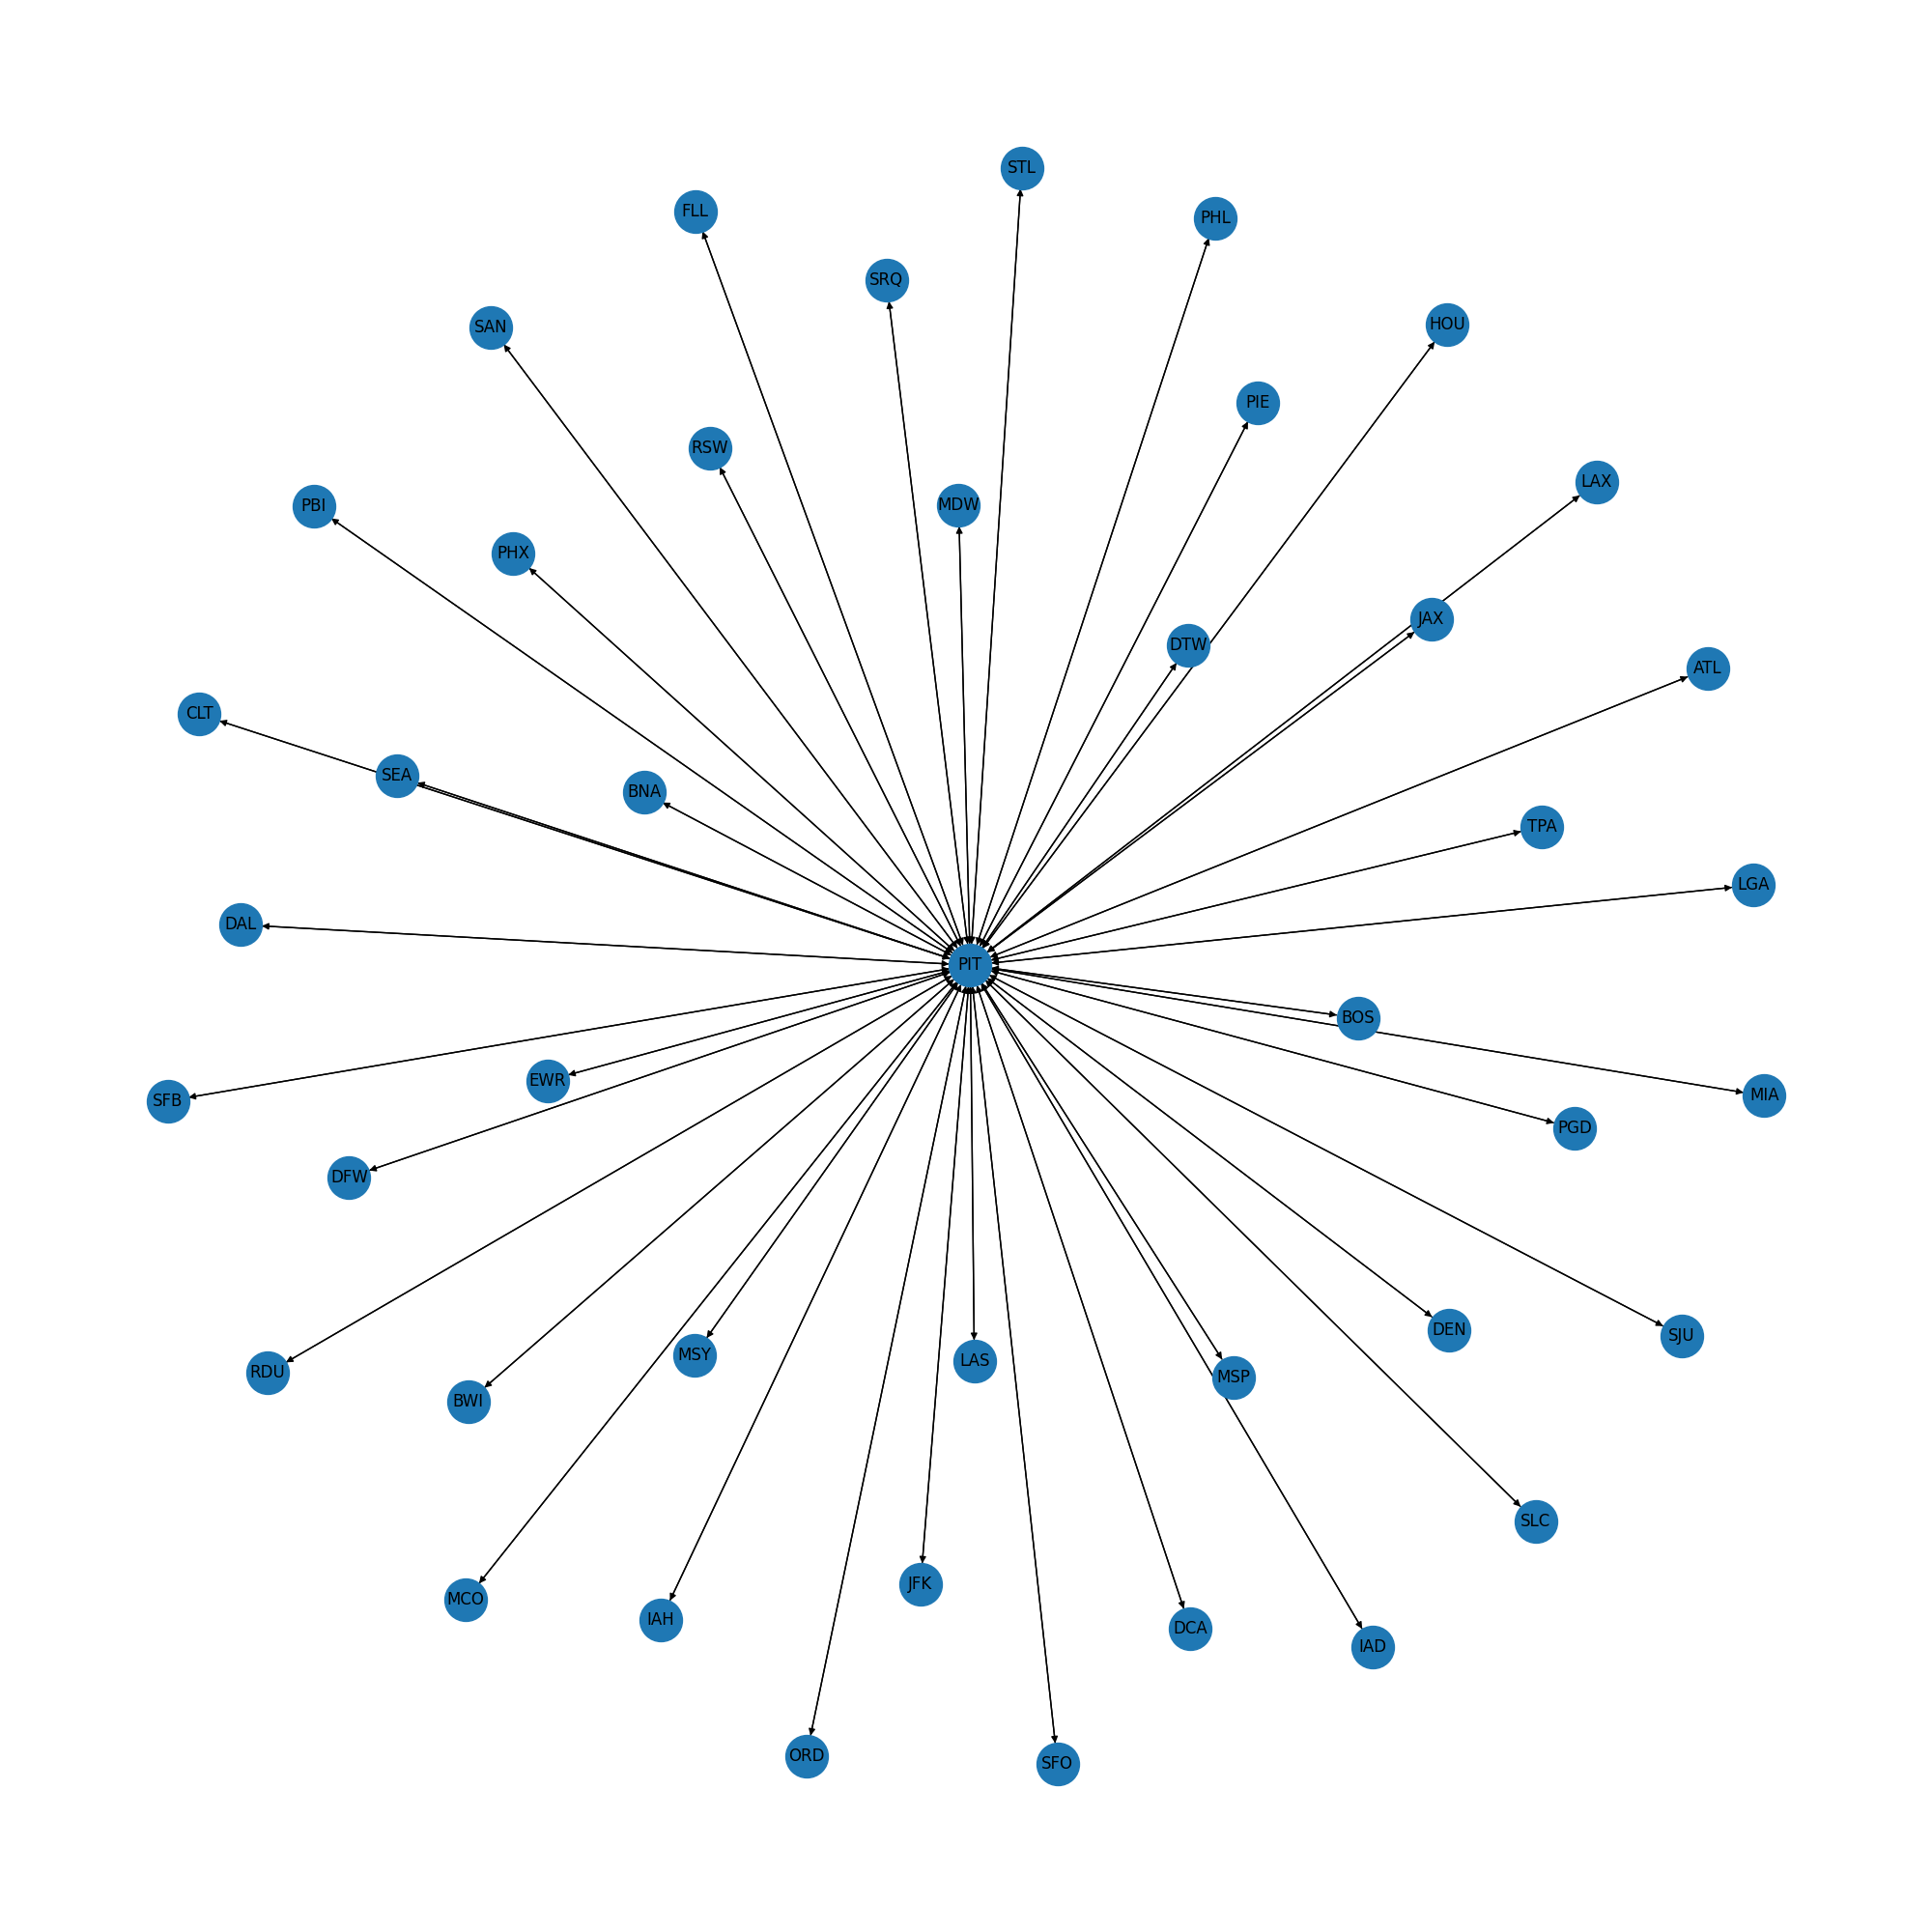 STL
FLL
PHL
SRQ
HOU
SAN
PIE
RSW
LAX
MDW
PBI
PHX
JAX
DTW
ATL
CLT
SEA
BNA
TPA
LGA
DAL
PIT
BOS
EWR
MIA
SFB
PGD
DFW
DEN
SJU
MSY
LAS
RDU
MSP
BWI
SLC
JFK
MCO
IAH
DCA
IAD
ORD
SFO